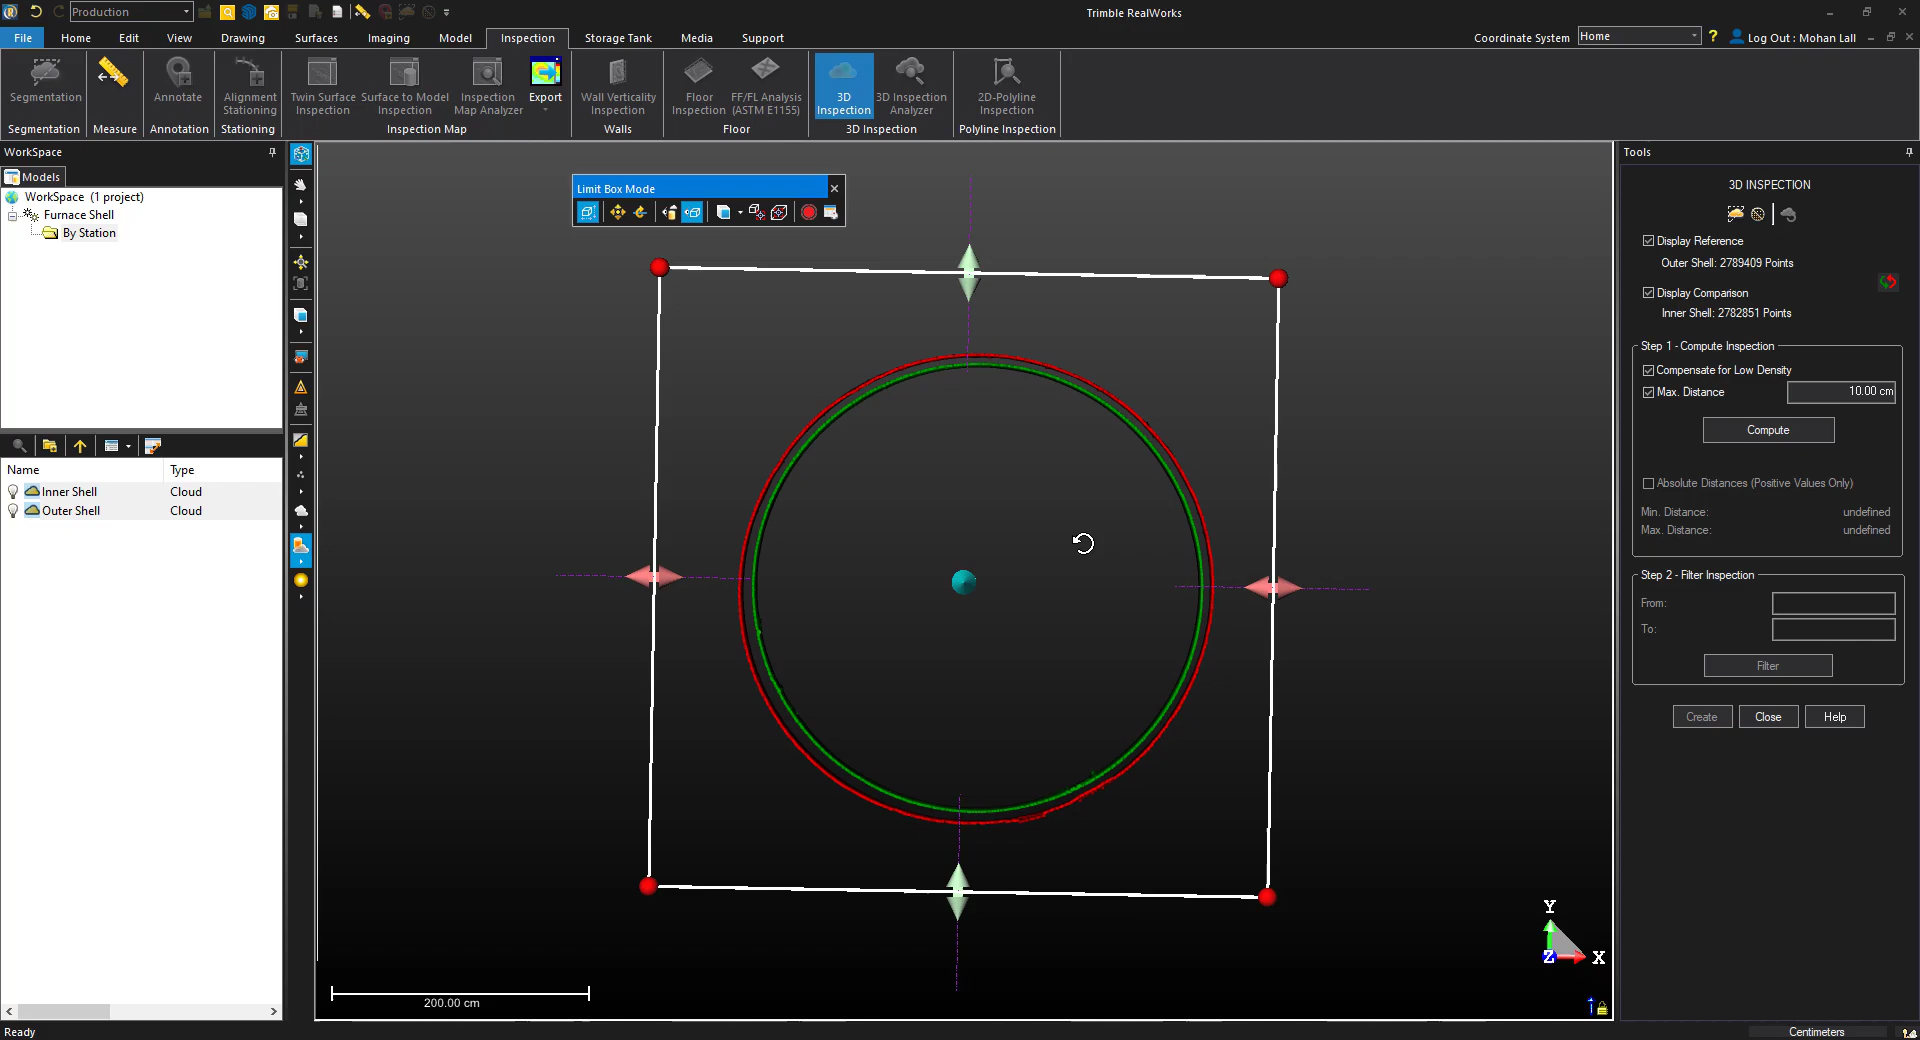 Production
Trimble RealWorks
File Home Edit View Drawing Surfaces Imaging Model Inspection Storage Tank Media Support
Coordinate System Home ? Log Out : Mohan Lall
Segmentation Annotate Alignment Stationing Twin Surface Inspection Surface to Model Inspection Inspection Map Analyzer Export Wall Verticality Inspection Floor Inspection FF/FL Analysis (ASTM E1155) 3D Inspection 3D Inspection Analyzer 2D-Polyline Inspection
Segmentation Measure Annotation Stationing Inspection Map Walls Floor 3D Inspection Polyline Inspection
WorkSpace
Models
WorkSpace (1 project)
Furnace Shell
By Station
Name Type
Inner Shell Cloud
Outer Shell Cloud
Limit Box Mode
200.00 cm
Y
Z
X
Tools
3D INSPECTION
Display Reference
Outer Shell: 2789409 Points
Display Comparison
Inner Shell: 2782851 Points
Step 1 - Compute Inspection
Compensate for Low Density
Max. Distance 10.00 cm
Compute
Absolute Distances (Positive Values Only)
Min. Distance: undefined
Max. Distance: undefined
Step 2 - Filter Inspection
From:
To:
Filter
Create Close Help
Ready
Centimeters